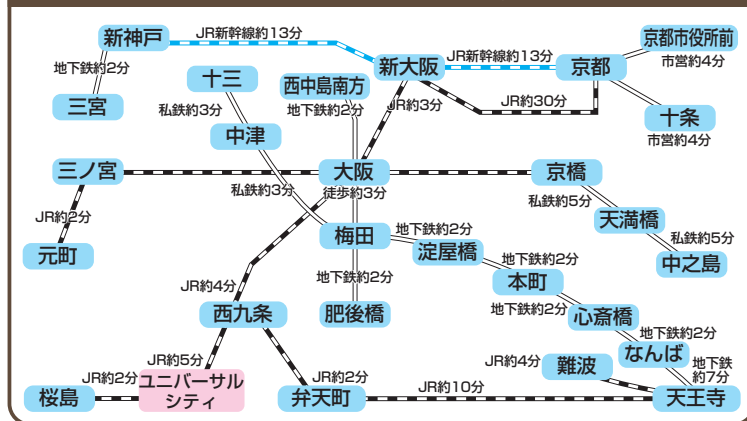 新神戸
JR新幹線約13分
新大阪
JR新幹線約13分
京都
京都市役所前
市営約4分
地下鉄約2分
十三
西中島南方
JR約3分
JR約30分
三宮
私鉄約3分
地下鉄約2分
十条
市営約4分
中津
三ノ宮
大阪
京橋
私鉄約3分
徒歩約3分
私鉄約5分
JR約2分
梅田
地下鉄約2分
天満橋
元町
淀屋橋
地下鉄約2分
私鉄約5分
中之島
JR約4分
地下鉄約2分
本町
西九条
肥後橋
地下鉄約2分
心斎橋
地下鉄約2分
JR約5分
JR約4分
なんば
地下鉄
約7分
JR約2分
ユニバーサル
シティ
JR約2分
難波
JR約10分
桜島
弁天町
天王寺